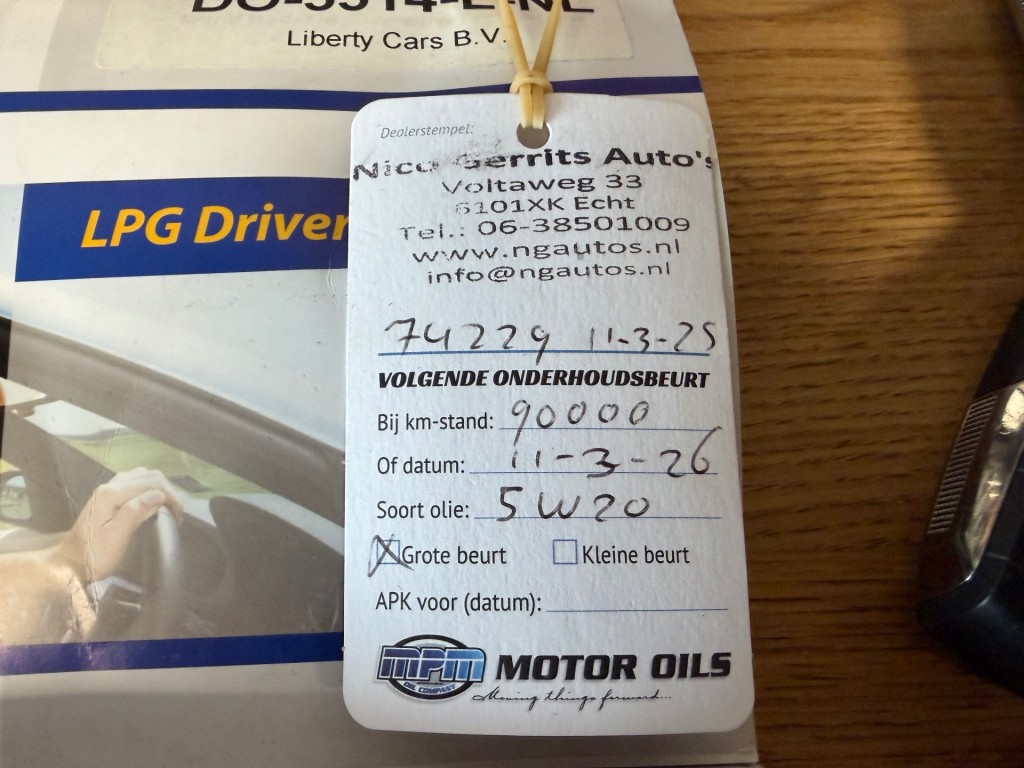 Liberty Cars B.V.
LPG Driver
Dealerstempel:
Nico Gerrits Auto's
Voltaweg 33
6101XK Echt
Tel.: 06-38501009
www.ngautos.nl
info@ngautos.nl
74229 11-3-25
VOLGENDE ONDERHOUDSBEURT
Bij km-stand: 90000
Of datum: 11-3-26
Soort olie: 5W20
Grote beurt Kleine beurt
APK voor (datum):
MPM MOTOR OILS
OIL COMPANY
Moving things forward...